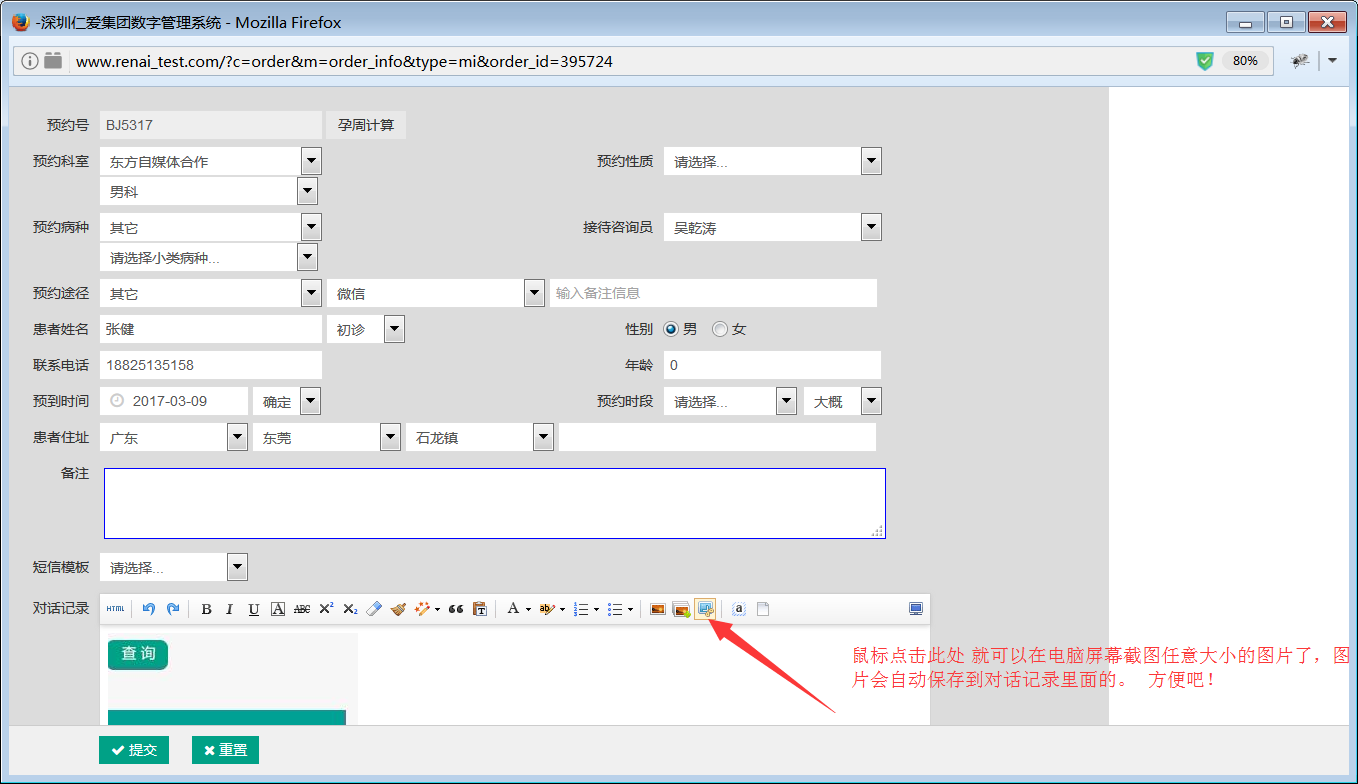 -深圳仁爱集团数字管理系统 - Mozilla Firefox
www.renai_test.com/?c=order&m=order_info&type=mi&order_id=395724 80%
预约号 BJ5317 孕周计算
预约科室 东方自媒体合作 预约性质 请选择...
男科
预约病种 其它 接待咨询员 吴乾涛
请选择小类病种...
预约途径 其它 微信 输入备注信息
患者姓名 张健 初诊 性别 男 女
联系电话 18825135158 年龄 0
预到时间 2017-03-09 确定 预约时段 请选择... 大概
患者住址 广东 东莞 石龙镇
备注
短信模板 请选择...
对话记录 HTML B I U A ABC X² X₂ T A ab a
查询
鼠标点击此处 就可以在电脑屏幕截图任意大小的图片了，图
片会自动保存到对话记录里面的。 方便吧！
提交 重置